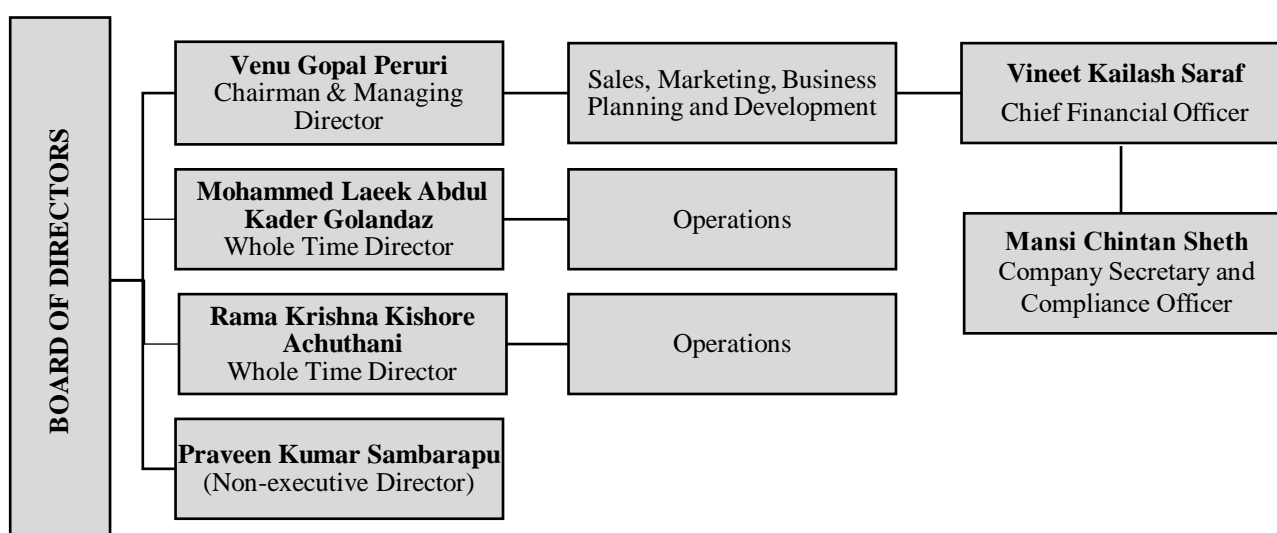 BOARD OF DIRECTORS
Venu Gopal Peruri
Chairman & Managing
Director
Sales, Marketing, Business
Planning and Development
Vineet Kailash Saraf
Chief Financial Officer
Mohammed Laeek Abdul
Kader Golandaz
Whole Time Director
Operations
Mansi Chintan Sheth
Company Secretary and
Compliance Officer
Rama Krishna Kishore
Achuthani
Whole Time Director
Operations
Praveen Kumar Sambarapu
(Non-executive Director)